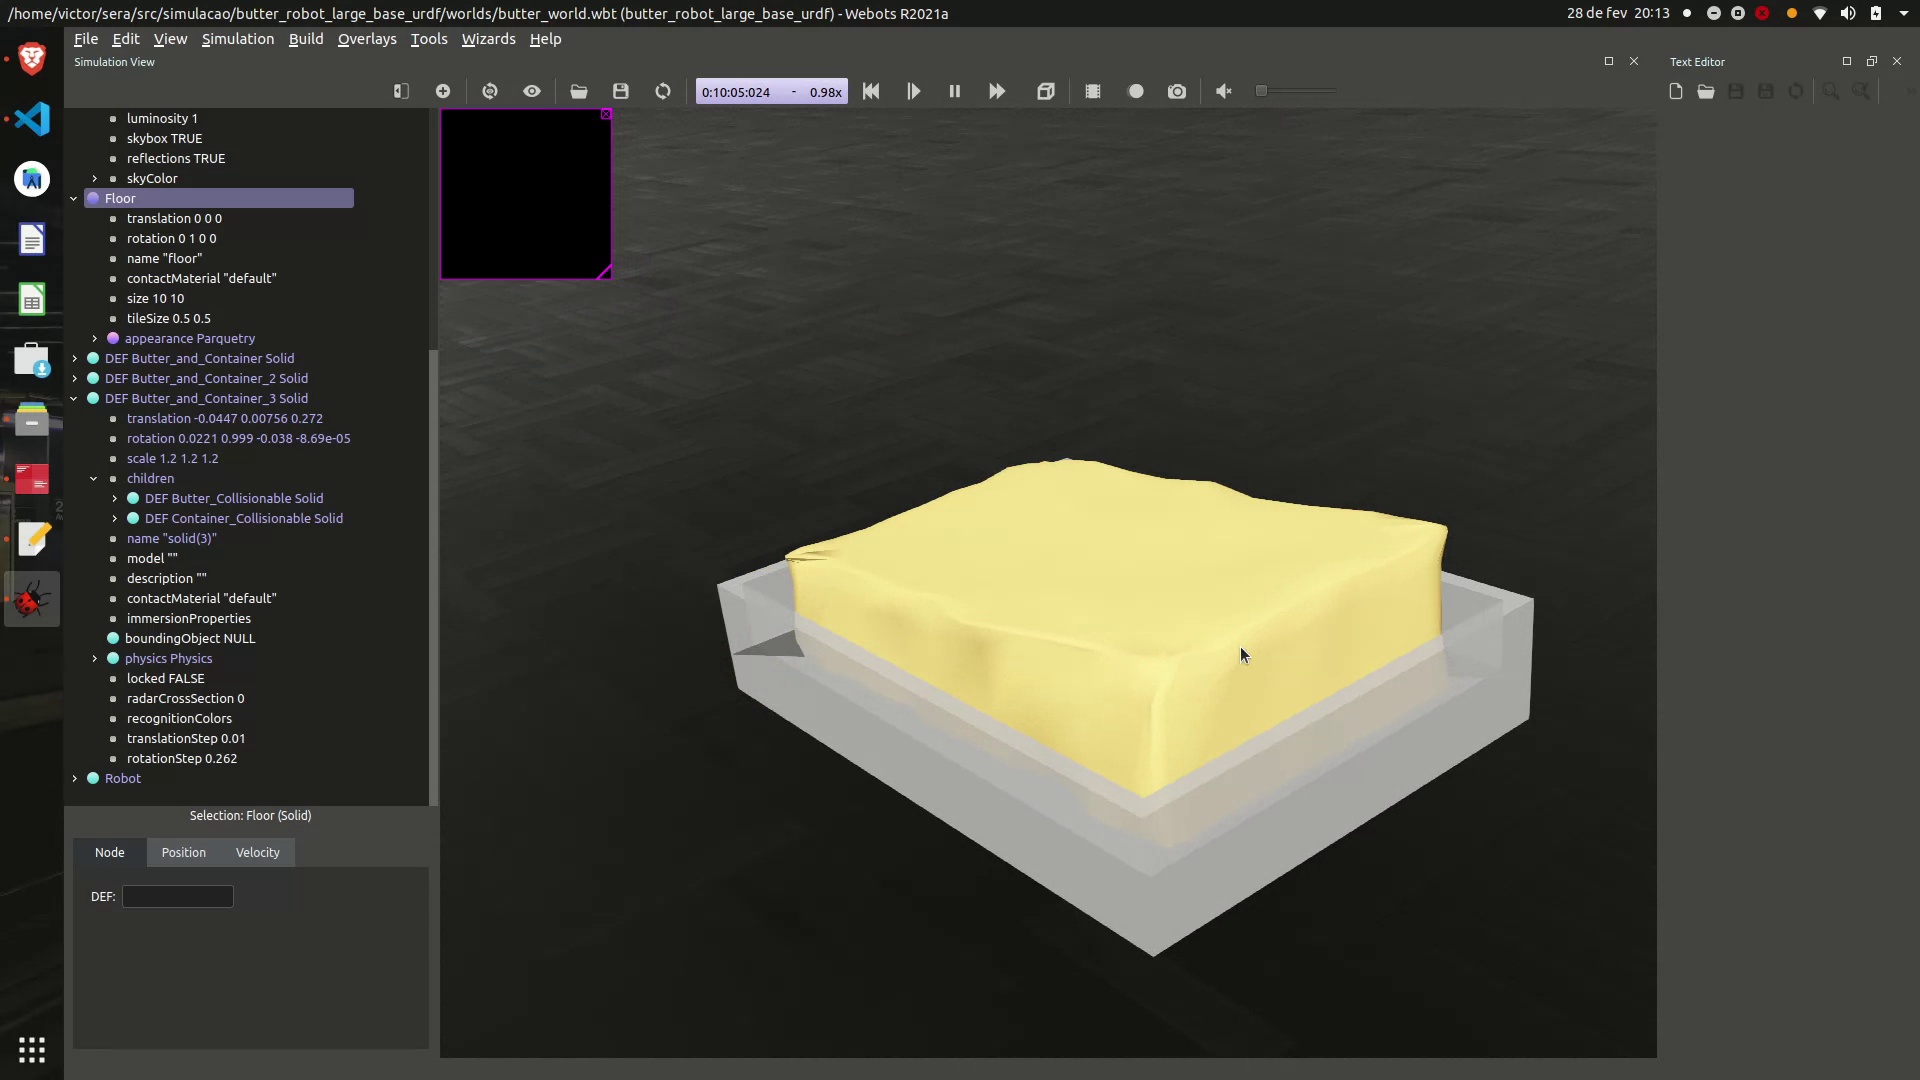 /home/victor/sera/src/simulacao/butter_robot_large_base_urdf/worlds/butter_world.wbt (butter_robot_large_base_urdf) - Webots R2021a
28 de fev 20:13
File Edit View Simulation Build Overlays Tools Wizards Help
Simulation View
Text Editor
0:10:05:024 - 0.98x
luminosity 1
skybox TRUE
reflections TRUE
skyColor
Floor
translation 0 0 0
rotation 0 1 0 0
name "floor"
contactMaterial "default"
size 10 10
tileSize 0.5 0.5
appearance Parquetry
DEF Butter_and_Container Solid
DEF Butter_and_Container_2 Solid
DEF Butter_and_Container_3 Solid
translation -0.0447 0.00756 0.272
rotation 0.0221 0.999 -0.038 -8.69e-05
scale 1.2 1.2 1.2
children
DEF Butter_Collisionable Solid
DEF Container_Collisionable Solid
name "solid(3)"
model ""
description ""
contactMaterial "default"
immersionProperties
boundingObject NULL
physics Physics
locked FALSE
radarCrossSection 0
recognitionColors
translationStep 0.01
rotationStep 0.262
Robot
Selection: Floor (Solid)
Node Position Velocity
DEF: